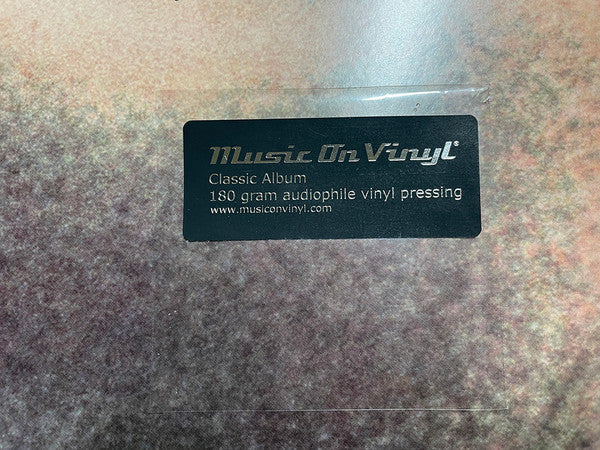 Music On Vinyl®
Classic Album
180 gram audiophile vinyl pressing
www.musiconvinyl.com